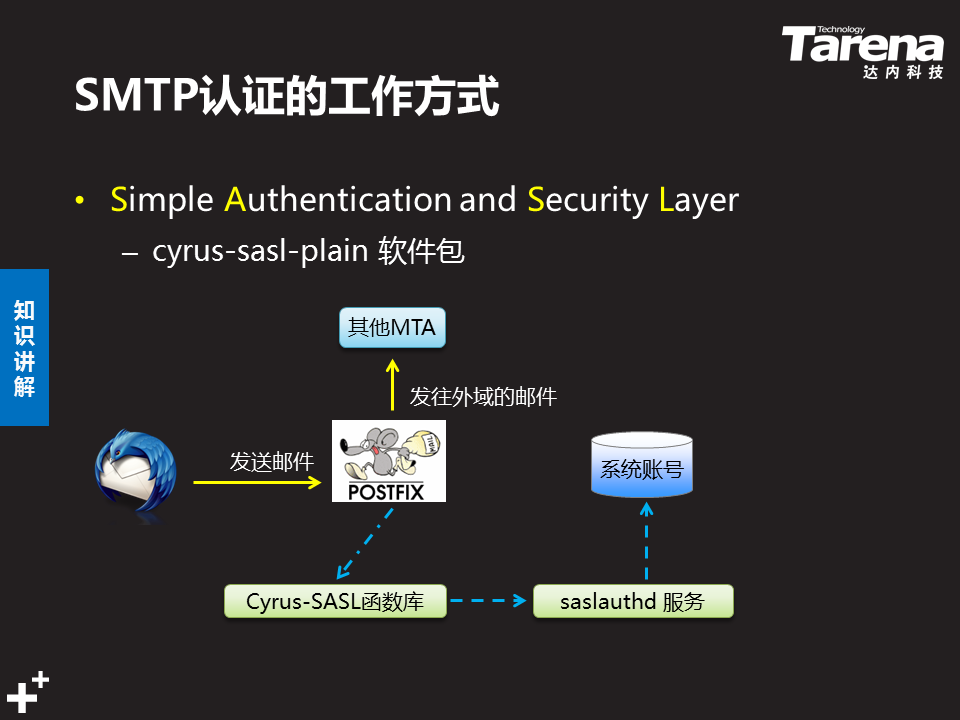 Technology
Tarena
达内科技
SMTP认证的工作方式
• Simple Authentication and Security Layer
– cyrus-sasl-plain 软件包
知
识
讲
解
其他MTA
发往外域的邮件
发送邮件
MAIL
POSTFIX
系统账号
Cyrus-SASL函数库
saslauthd 服务